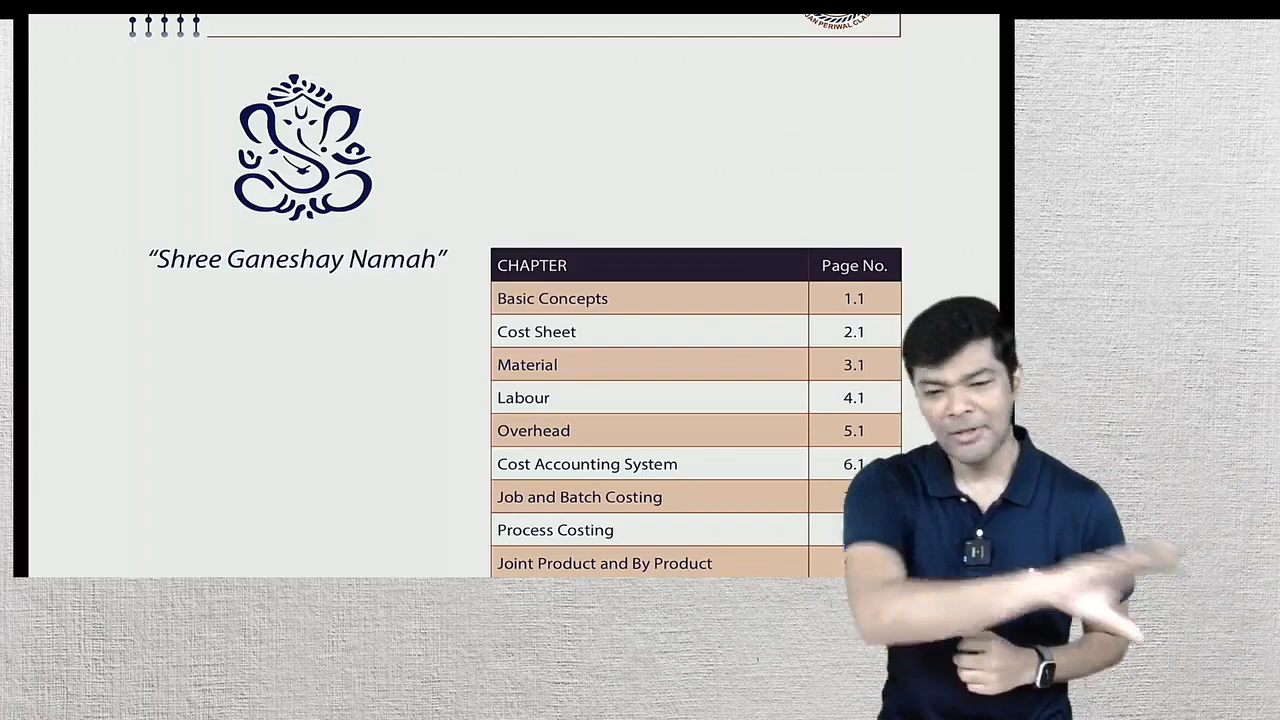 “Shree Ganeshay Namah”
CHAPTER Page No.
Basic Concepts 1.1
Cost Sheet 2.1
Material 3.1
Labour 4.1
Overhead 5.1
Cost Accounting System 6.1
Job and Batch Costing
Process Costing
Joint Product and By Product